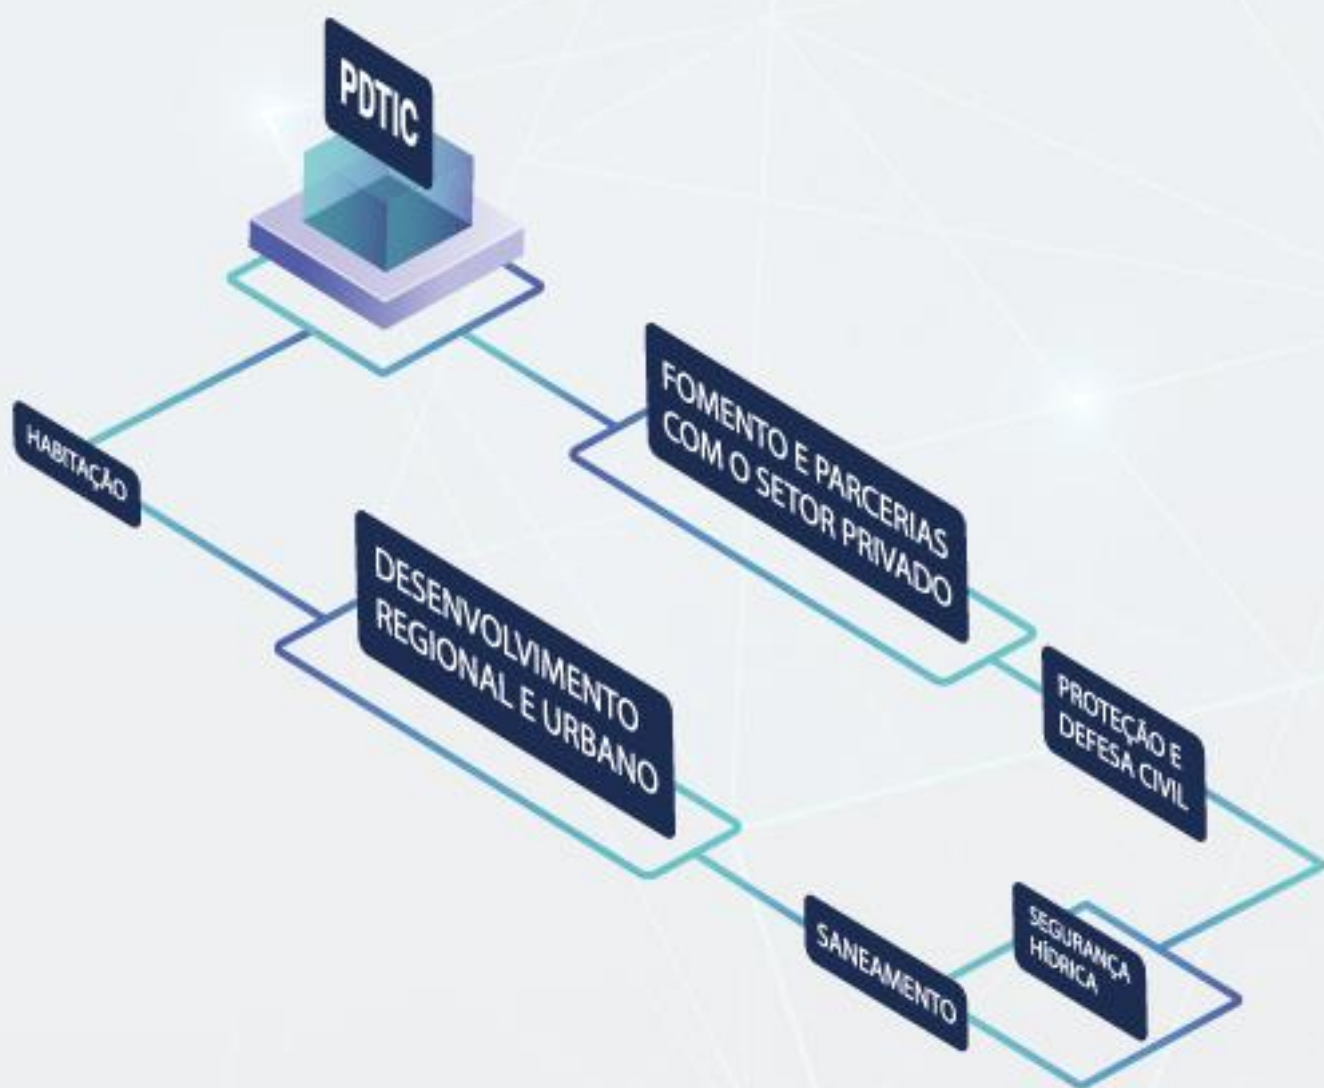 PDTIC
FOMENTO E PARCERIAS
COM O SETOR PRIVADO
HABITAÇÃO
DESENVOLVIMENTO
REGIONAL E URBANO
PROTEÇÃO E
DEFESA CIVIL
SANEAMENTO
SEGURANÇA
HÍDRICA